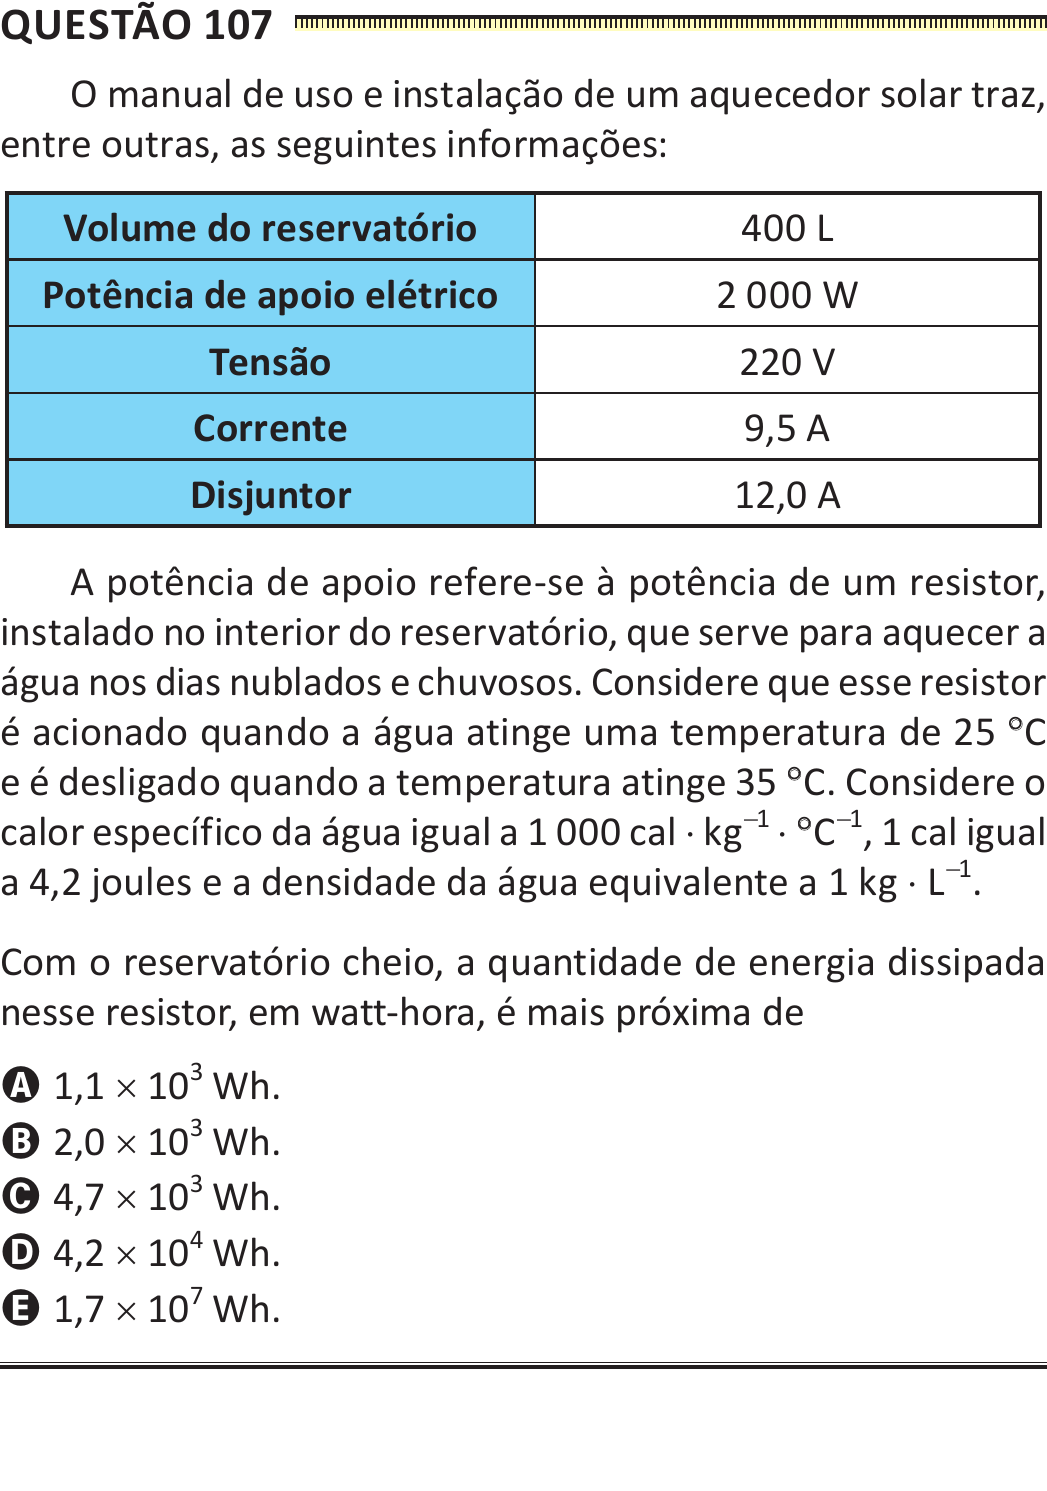 QUESTÃO 107
O manual de uso e instalação de um aquecedor solar traz,
entre outras, as seguintes informações:
Volume do reservatório 400 L
Potência de apoio elétrico 2 000 W
Tensão 220 V
Corrente 9,5 A
Disjuntor 12,0 A
A potência de apoio refere-se à potência de um resistor,
instalado no interior do reservatório, que serve para aquecer a
água nos dias nublados e chuvosos. Considere que esse resistor
é acionado quando a água atinge uma temperatura de 25 °C
e é desligado quando a temperatura atinge 35 °C. Considere o
calor específico da água igual a 1 000 cal · kg⁻¹ · °C⁻¹, 1 cal igual
a 4,2 joules e a densidade da água equivalente a 1 kg · L⁻¹.
Com o reservatório cheio, a quantidade de energia dissipada
nesse resistor, em watt-hora, é mais próxima de
A 1,1 × 10³ Wh.
B 2,0 × 10³ Wh.
C 4,7 × 10³ Wh.
D 4,2 × 10⁴ Wh.
E 1,7 × 10⁷ Wh.